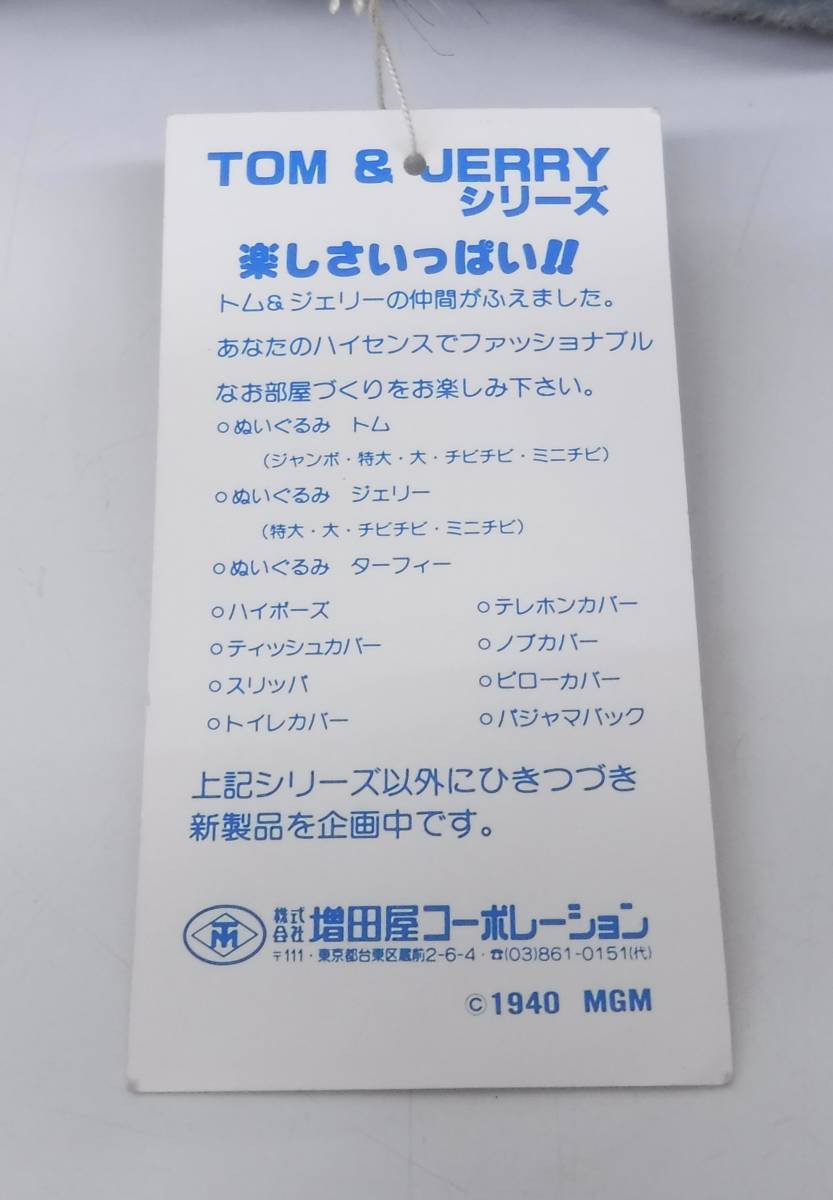 TOM & JERRY
シリーズ
楽しさいっぱい!!
トム&ジェリーの仲間がふえました。
あなたのハイセンスでファッショナブル
なお部屋づくりをお楽しみ下さい。
○ぬいぐるみ トム
(ジャンボ・特大・大・チビチビ・ミニチビ)
○ぬいぐるみ ジェリー
(特大・大・チビチビ・ミニチビ)
○ぬいぐるみ ターフィー
○ハイポーズ ○テレホンカバー
○ティッシュカバー ○ノブカバー
○スリッパ ○ピローカバー
○トイレカバー ○パジャマバック
上記シリーズ以外にひきつづき
新製品を企画中です。
TM 株式会社 増田屋コーポレーション
〒111・東京都台東区蔵前2-6-4・☎(03)861-0151(代)
©1940 MGM